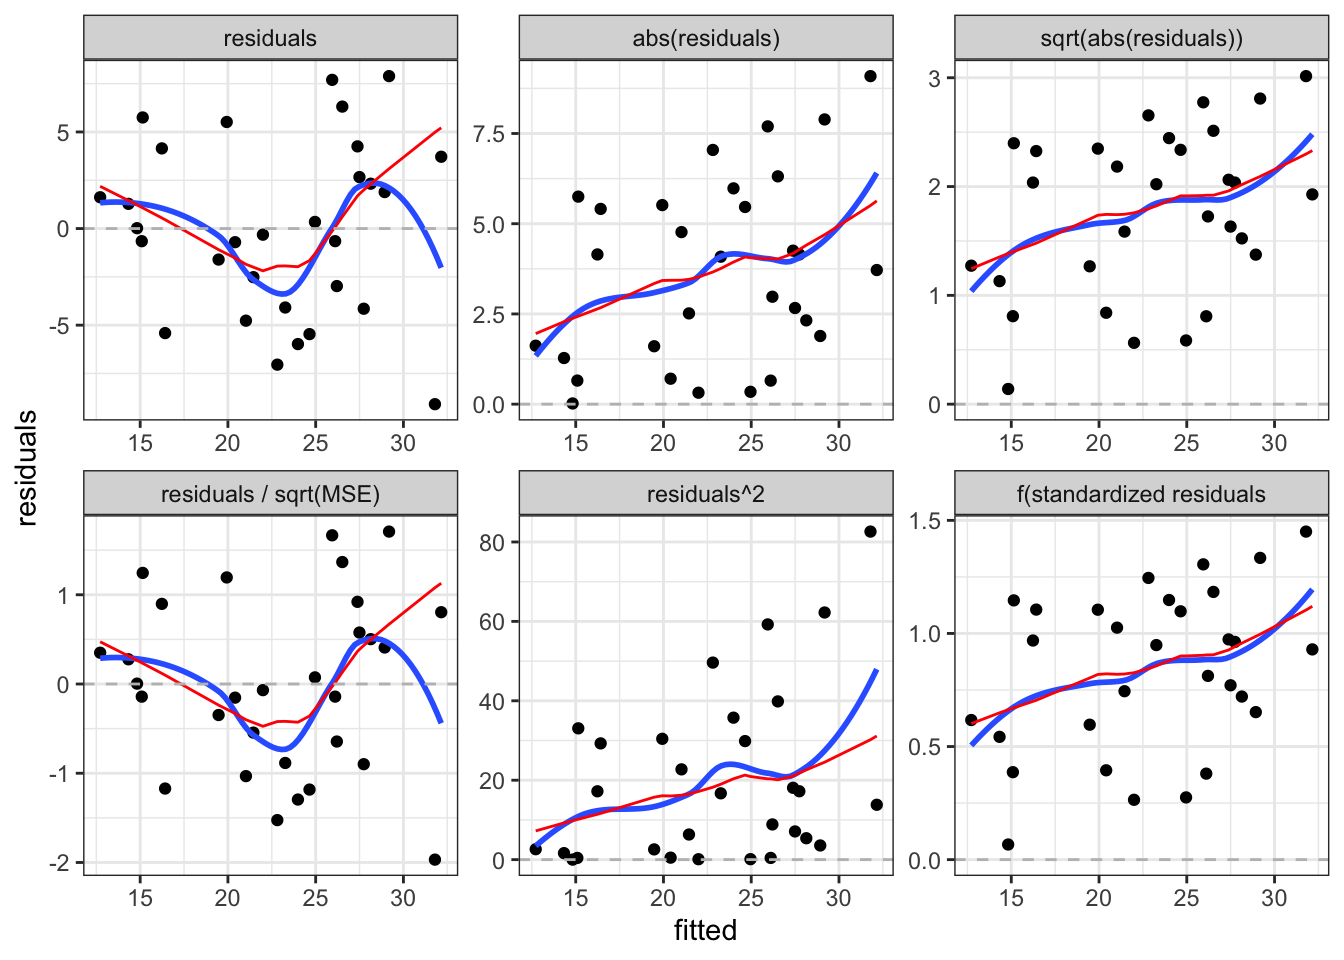 residuals
abs(residuals)
sqrt(abs(residuals))
5
0
-5
15 20 25 30
7.5
5.0
2.5
0.0
15 20 25 30
3
2
1
0
15 20 25 30
residuals
residuals / sqrt(MSE)
residuals^2
f(standardized residuals
1
0
-1
-2
15 20 25 30
80
60
40
20
0
15 20 25 30
1.5
1.0
0.5
0.0
15 20 25 30
fitted